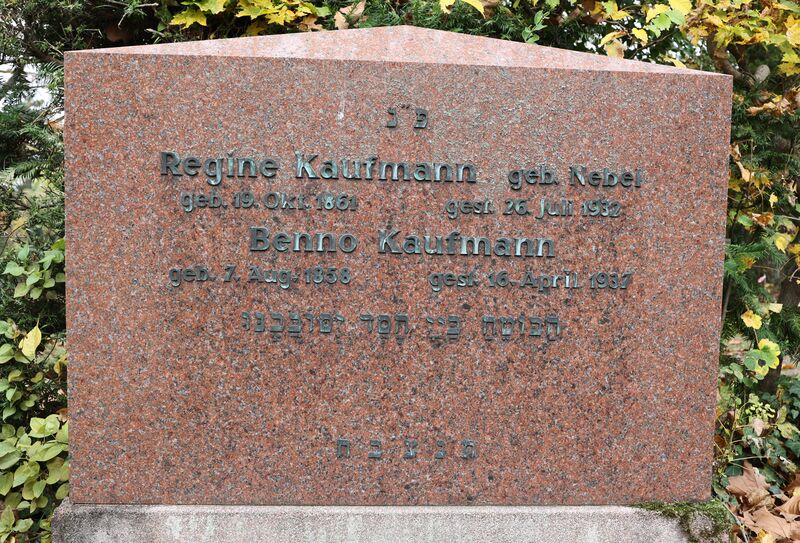 פ״נ
Regine Kaufmann geb. Nebel
geb. 19. Okt. 1861 gest. 26. Juli 1932
Benno Kaufmann
geb. 7. Aug. 1858 gest. 16. April 1937
הבוטח ביי חסד יסובבנו
ת נ צ ב ה